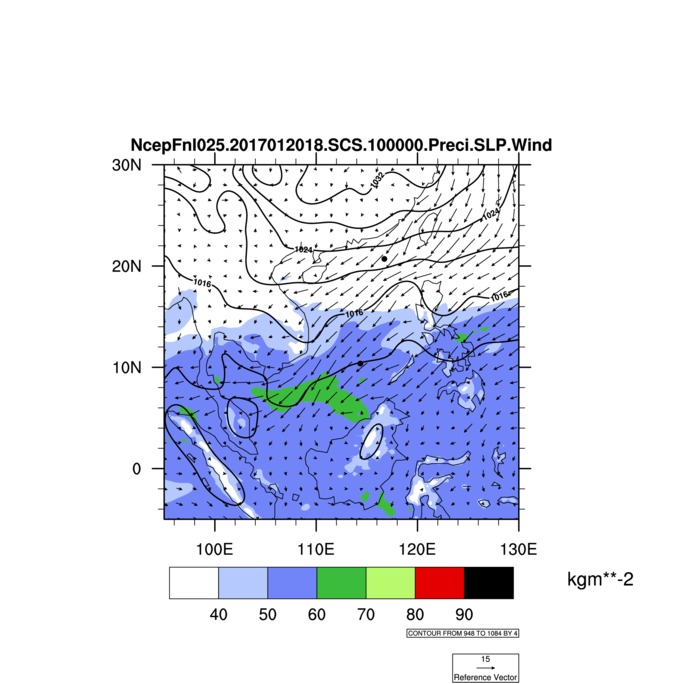 NcepFnl025.2017012018.SCS.100000.Preci.SLP.Wind
30N
1032
1024
1024
20N
1016
1016
1016
10N
0
100E 110E 120E 130E
kgm**-2
40 50 60 70 80 90
CONTOUR FROM 948 TO 1084 BY 4
15
Reference Vector